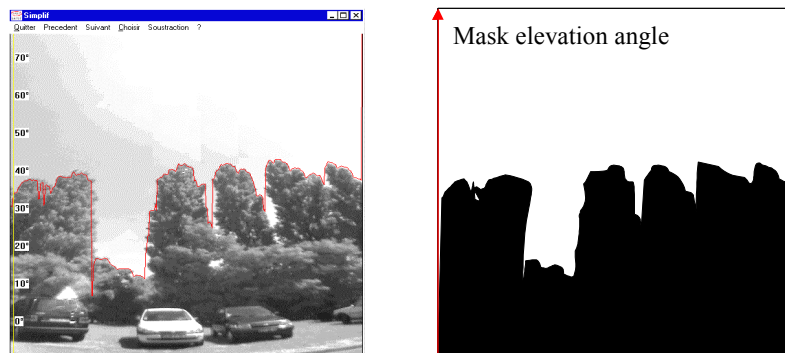 Simplif
Quitter Precedent Suivant Choisir Soustraction ?
70°
60°
50°
40°
30°
20°
10°
0°
Mask elevation angle